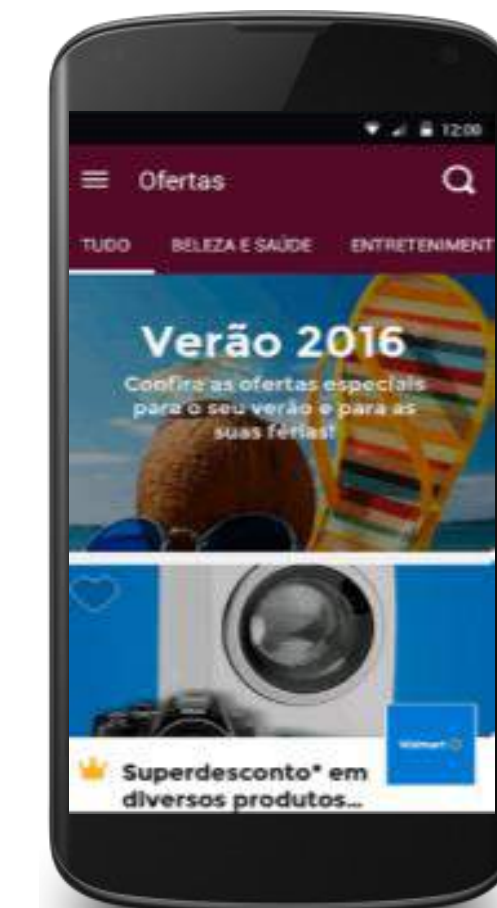 12:00
Ofertas
TUDO BELEZA E SAÚDE ENTRETENIMENT
Verão 2016
Confira as ofertas especiais
para o seu verão e para as
suas férias!
Walmart
Superdesconto* em
diversos produtos...